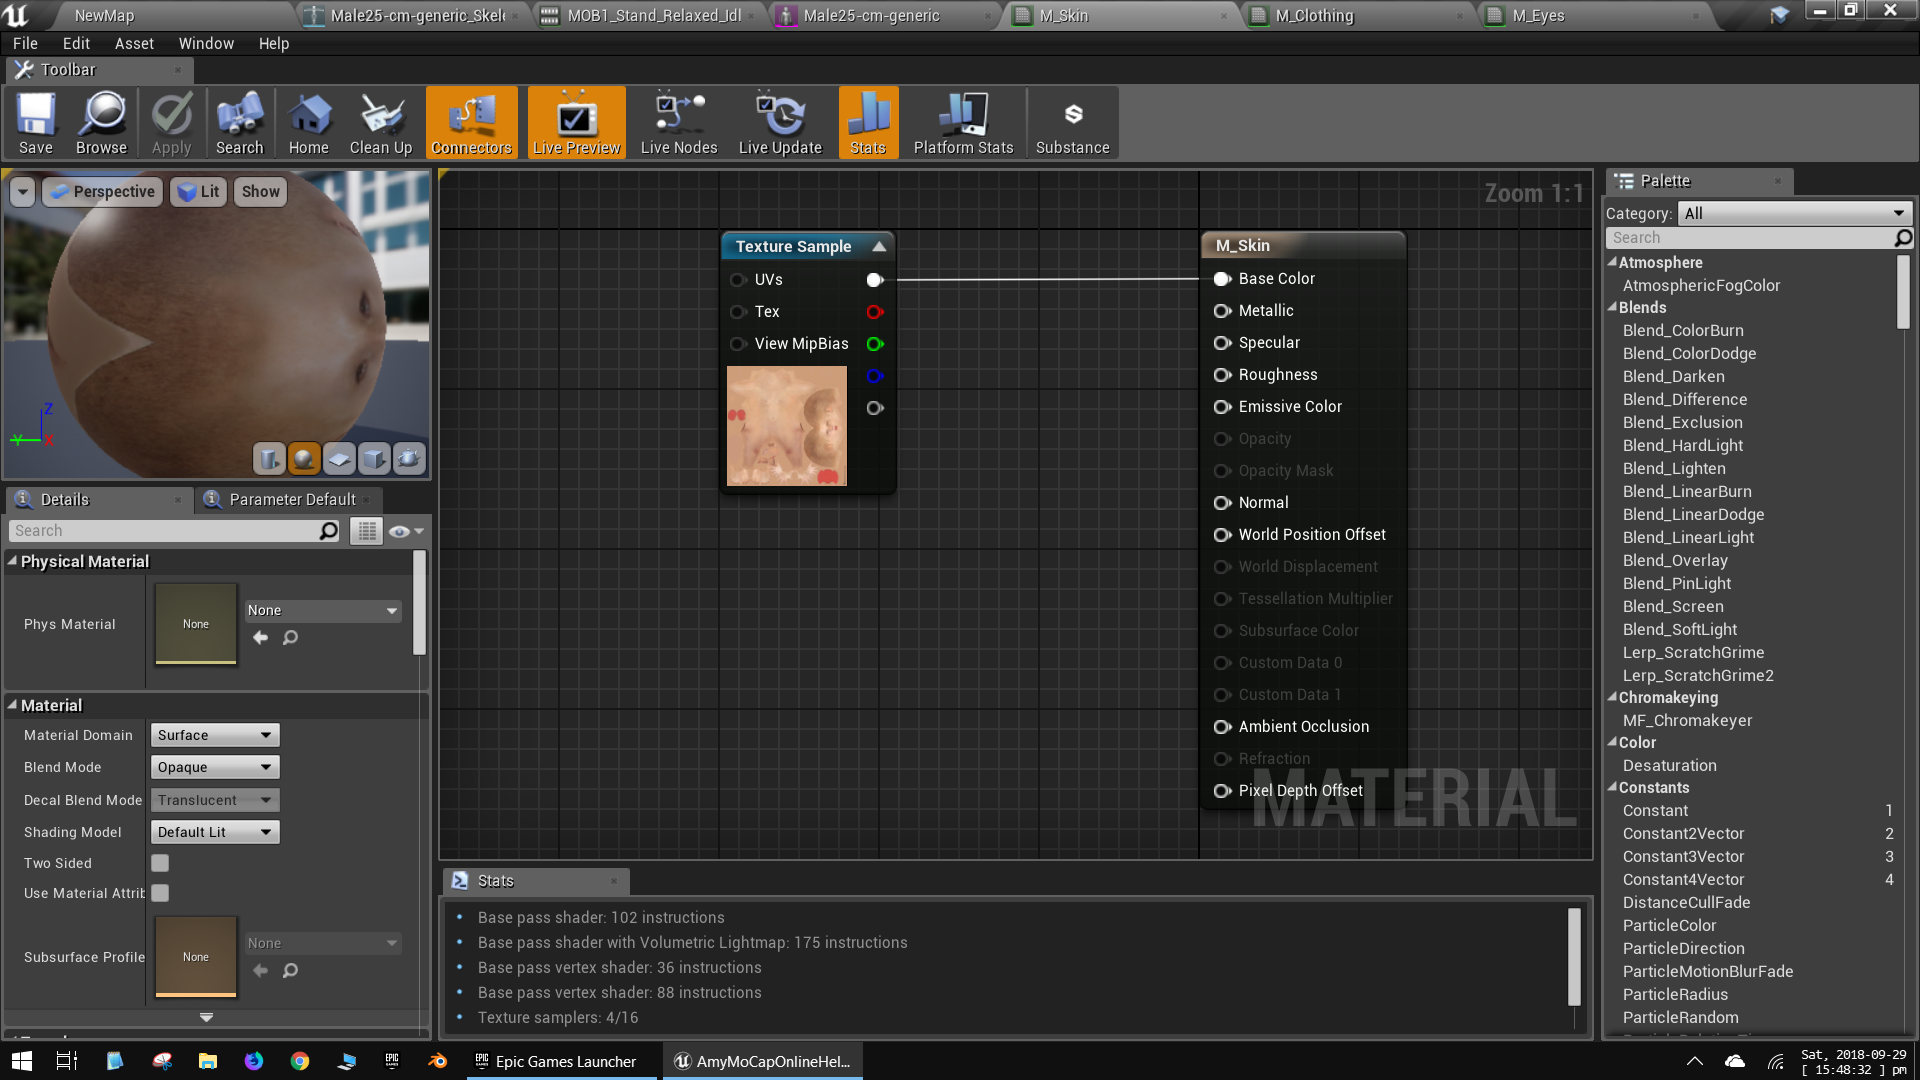 NewMap
Male25-cm-generic_Skel
MOB1_Stand_Relaxed_Idl
Male25-cm-generic
M_Skin
M_Clothing
M_Eyes
File Edit Asset Window Help
Toolbar
Save
Browse
Apply
Search
Home
Clean Up
Connectors
Live Preview
Live Nodes
Live Update
Stats
Platform Stats
Substance
Perspective
Lit
Show
Z
Y
X
Details
Parameter Default
Search
Physical Material
Phys Material
None
None
Material
Material Domain Surface
Blend Mode Opaque
Decal Blend Mode Translucent
Shading Model Default Lit
Two Sided
Use Material Attrib
Subsurface Profile
None
None
Zoom 1:1
Texture Sample
UVs
Tex
View MipBias
M_Skin
Base Color
Metallic
Specular
Roughness
Emissive Color
Opacity
Opacity Mask
Normal
World Position Offset
World Displacement
Tessellation Multiplier
Subsurface Color
Custom Data 0
Custom Data 1
Ambient Occlusion
Refraction
Pixel Depth Offset
MATERIAL
Stats
Base pass shader: 102 instructions
Base pass shader with Volumetric Lightmap: 175 instructions
Base pass vertex shader: 36 instructions
Base pass vertex shader: 88 instructions
Texture samplers: 4/16
Palette
Category: All
Search
Atmosphere
AtmosphericFogColor
Blends
Blend_ColorBurn
Blend_ColorDodge
Blend_Darken
Blend_Difference
Blend_Exclusion
Blend_HardLight
Blend_Lighten
Blend_LinearBurn
Blend_LinearDodge
Blend_LinearLight
Blend_Overlay
Blend_PinLight
Blend_Screen
Blend_SoftLight
Lerp_ScratchGrime
Lerp_ScratchGrime2
Chromakeying
MF_Chromakeyer
Color
Desaturation
Constants
Constant 1
Constant2Vector 2
Constant3Vector 3
Constant4Vector 4
DistanceCullFade
ParticleColor
ParticleDirection
ParticleMotionBlurFade
ParticleRadius
ParticleRandom
Epic Games Launcher
AmyMoCapOnlineHel...
Sat, 2018-09-29
[ 15:48:32 ] pm